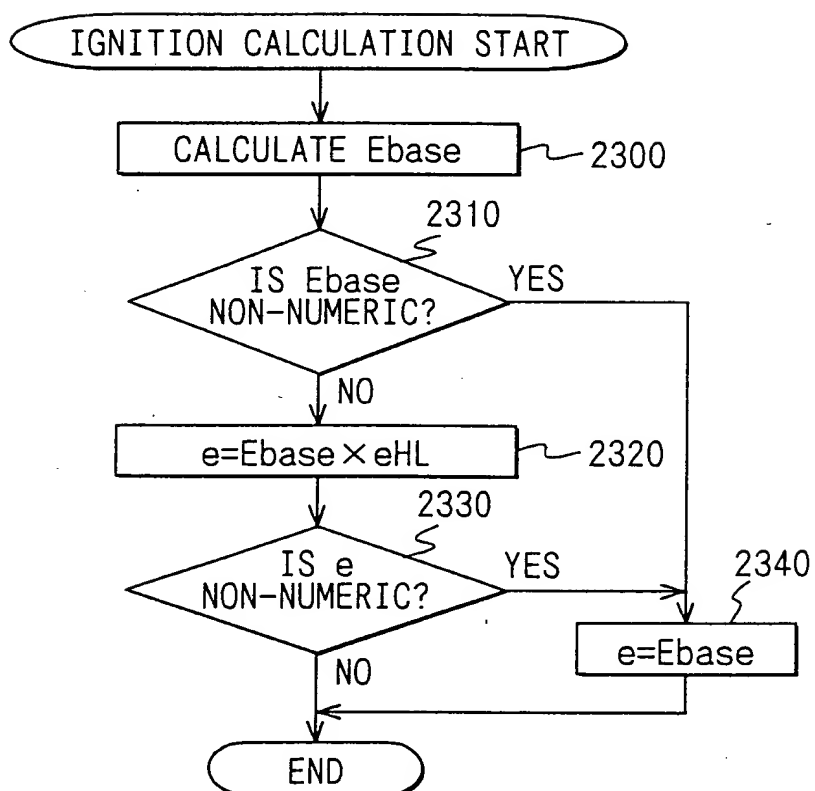 IGNITION CALCULATION START
CALCULATE Ebase
2300
2310
IS Ebase
NON-NUMERIC?
YES
NO
e=Ebase×eHL
2320
2330
IS e
NON-NUMERIC?
YES
2340
e=Ebase
NO
END